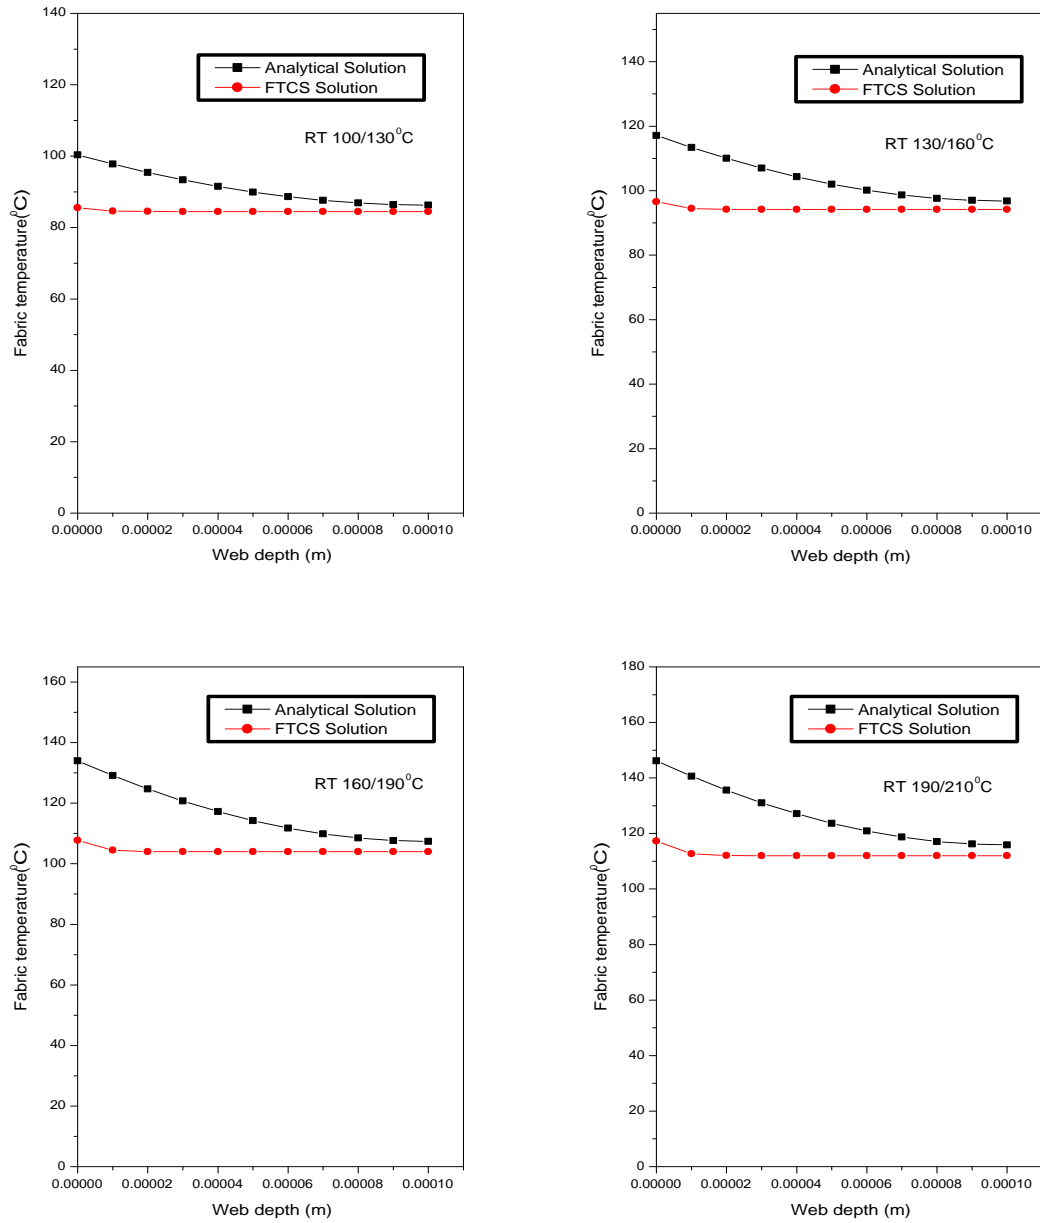 140
120
100
80
60
40
20
0
Fabric temperature(⁰C)
Analytical Solution
FTCS Solution
RT 100/130⁰C
0.00000 0.00002 0.00004 0.00006 0.00008 0.00010
Web depth (m)
140
120
100
80
60
40
20
0
Fabric temperature(⁰C)
Analytical Solution
FTCS Solution
RT 130/160⁰C
0.00000 0.00002 0.00004 0.00006 0.00008 0.00010
Web depth (m)
160
140
120
100
80
60
40
20
0
Fabric temperature(⁰C)
Analytical Solution
FTCS Solution
RT 160/190⁰C
0.00000 0.00002 0.00004 0.00006 0.00008 0.00010
Web depth (m)
180
160
140
120
100
80
60
40
20
0
Fabric temperature(⁰C)
Analytical Solution
FTCS Solution
RT 190/210⁰C
0.00000 0.00002 0.00004 0.00006 0.00008 0.00010
Web depth (m)